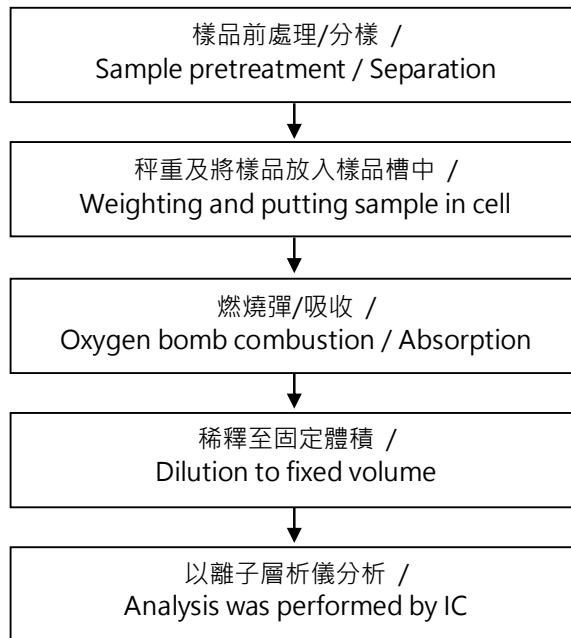 樣品前處理/分樣 /
Sample pretreatment / Separation
秤重及將樣品放入樣品槽中 /
Weighting and putting sample in cell
燃燒彈/吸收 /
Oxygen bomb combustion / Absorption
稀釋至固定體積 /
Dilution to fixed volume
以離子層析儀分析 /
Analysis was performed by IC